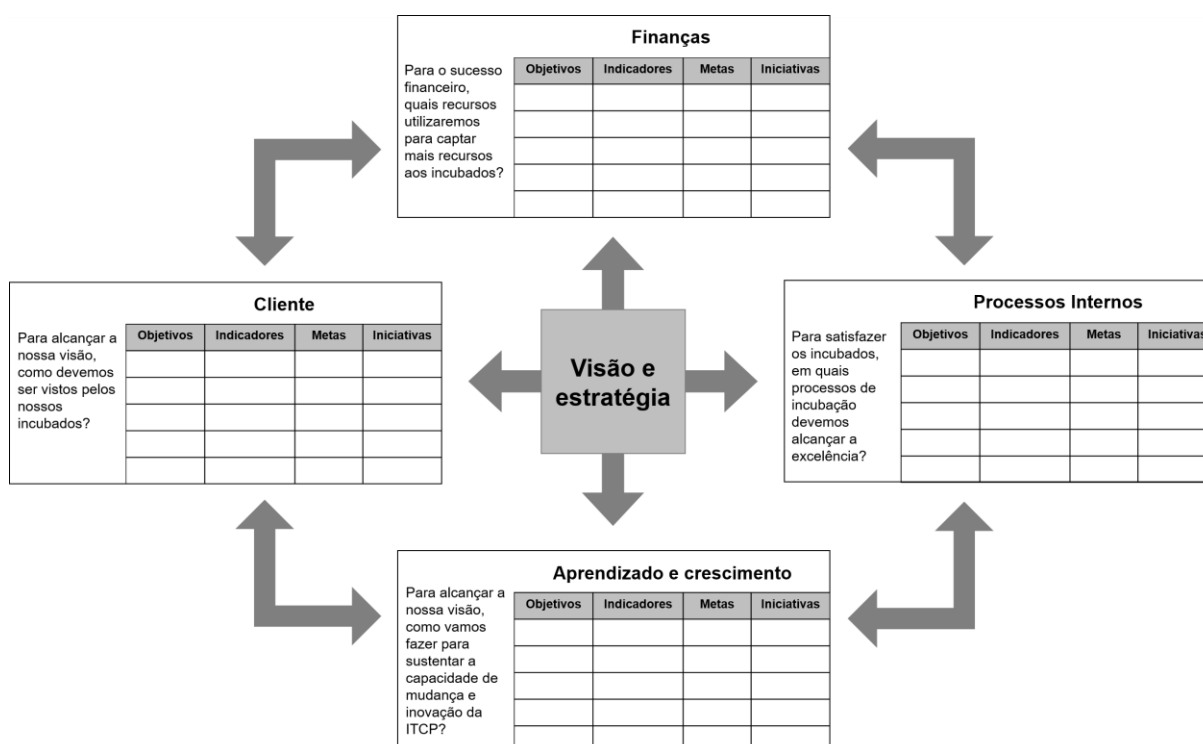 Finanças
Para o sucesso
financeiro,
quais recursos
utilizaremos
para captar
mais recursos
aos incubados?
Objetivos Indicadores Metas Iniciativas
Cliente
Para alcançar a
nossa visão,
como devemos
ser vistos pelos
nossos
incubados?
Objetivos Indicadores Metas Iniciativas
Visão e
estratégia
Processos Internos
Para satisfazer
os incubados,
em quais
processos de
incubação
devemos
alcançar a
excelência?
Objetivos Indicadores Metas Iniciativas
Aprendizado e crescimento
Para alcançar a
nossa visão,
como vamos
fazer para
sustentar a
capacidade de
mudança e
inovação da
ITCP?
Objetivos Indicadores Metas Iniciativas